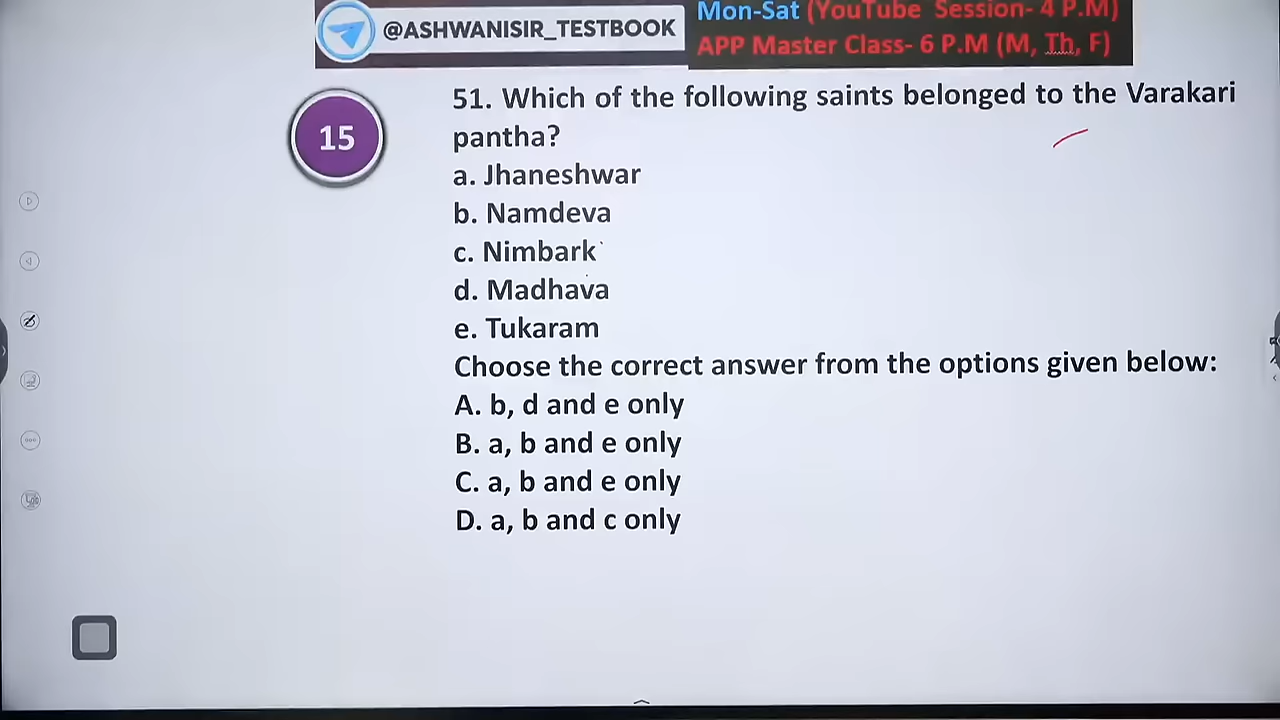 @ASHWANISIR_TESTBOOK
Mon-Sat (YouTube Session- 4 P.M)
APP Master Class- 6 P.M (M, Th, F)
15
51. Which of the following saints belonged to the Varakari
pantha?
a. Jhaneshwar
b. Namdeva
c. Nimbark
d. Madhava
e. Tukaram
Choose the correct answer from the options given below:
A. b, d and e only
B. a, b and e only
C. a, b and e only
D. a, b and c only